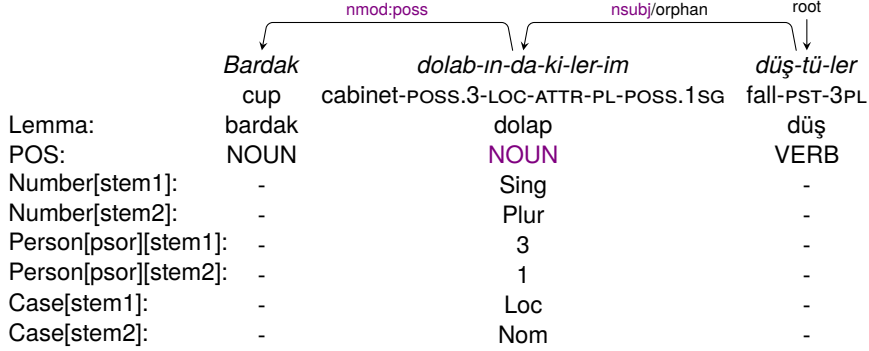 nmod:poss nsubj/orphan root
Bardak dolab-ın-da-ki-ler-im düş-tü-ler
cup cabinet-POSS.3-LOC-ATTR-PL-POSS.1SG fall-PST-3PL
Lemma: bardak dolap düş
POS: NOUN NOUN VERB
Number[stem1]: - Sing -
Number[stem2]: - Plur -
Person[psor][stem1]: - 3 -
Person[psor][stem2]: - 1 -
Case[stem1]: - Loc -
Case[stem2]: - Nom -